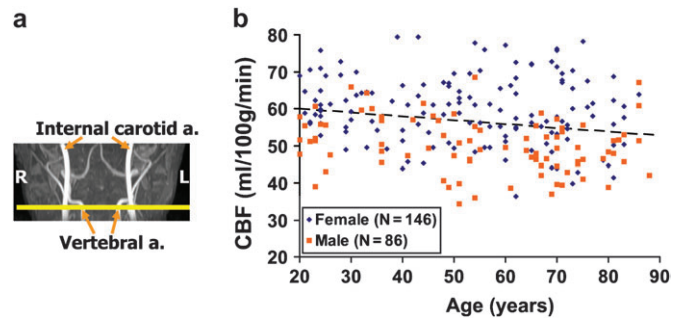 a
Internal carotid a.
R
L
Vertebral a.
b
CBF (ml/100g/min)
80
70
60
50
40
30
20
Female (N = 146)
Male (N = 86)
20 30 40 50 60 70 80 90
Age (years)